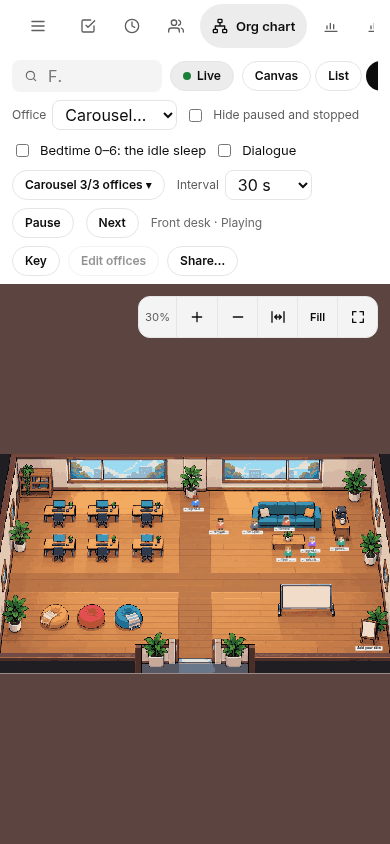 Org chart
F.
Live
Canvas
List
Office
Carousel...
Hide paused and stopped
Bedtime 0–6: the idle sleep
Dialogue
Carousel 3/3 offices ▾
Interval
30 s
Pause
Next
Front desk · Playing
Key
Edit offices
Share...
30%
Fill